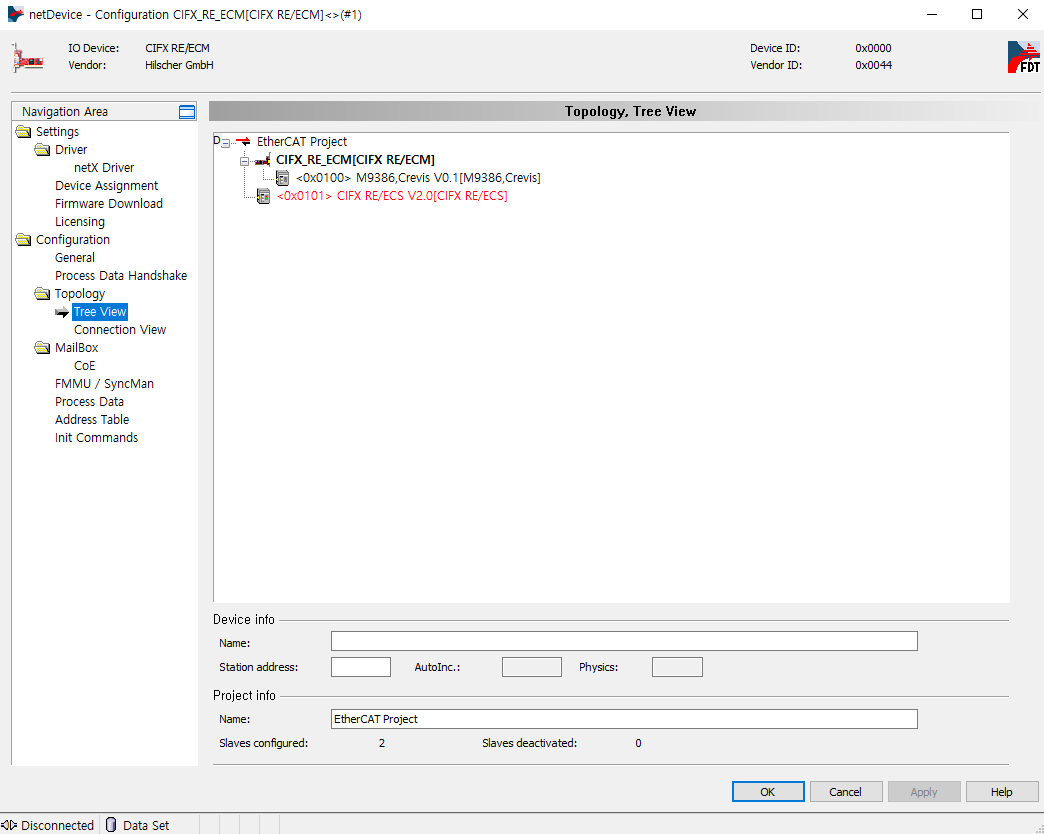 netDevice - Configuration CIFX_RE_ECM[CIFX RE/ECM]<>(#1)
IO Device: CIFX RE/ECM Device ID: 0x0000
Vendor: Hilscher GmbH Vendor ID: 0x0044
FDT
Navigation Area
Settings
Driver
netX Driver
Device Assignment
Firmware Download
Licensing
Configuration
General
Process Data Handshake
Topology
Tree View
Connection View
MailBox
CoE
FMMU / SyncMan
Process Data
Address Table
Init Commands
Topology, Tree View
D EtherCAT Project
CIFX_RE_ECM[CIFX RE/ECM]
<0x0100> M9386,Crevis V0.1[M9386,Crevis]
<0x0101> CIFX RE/ECS V2.0[CIFX RE/ECS]
Device info
Name:
Station address: AutoInc.: Physics:
Project info
Name: EtherCAT Project
Slaves configured: 2 Slaves deactivated: 0
OK Cancel Apply Help
Disconnected Data Set